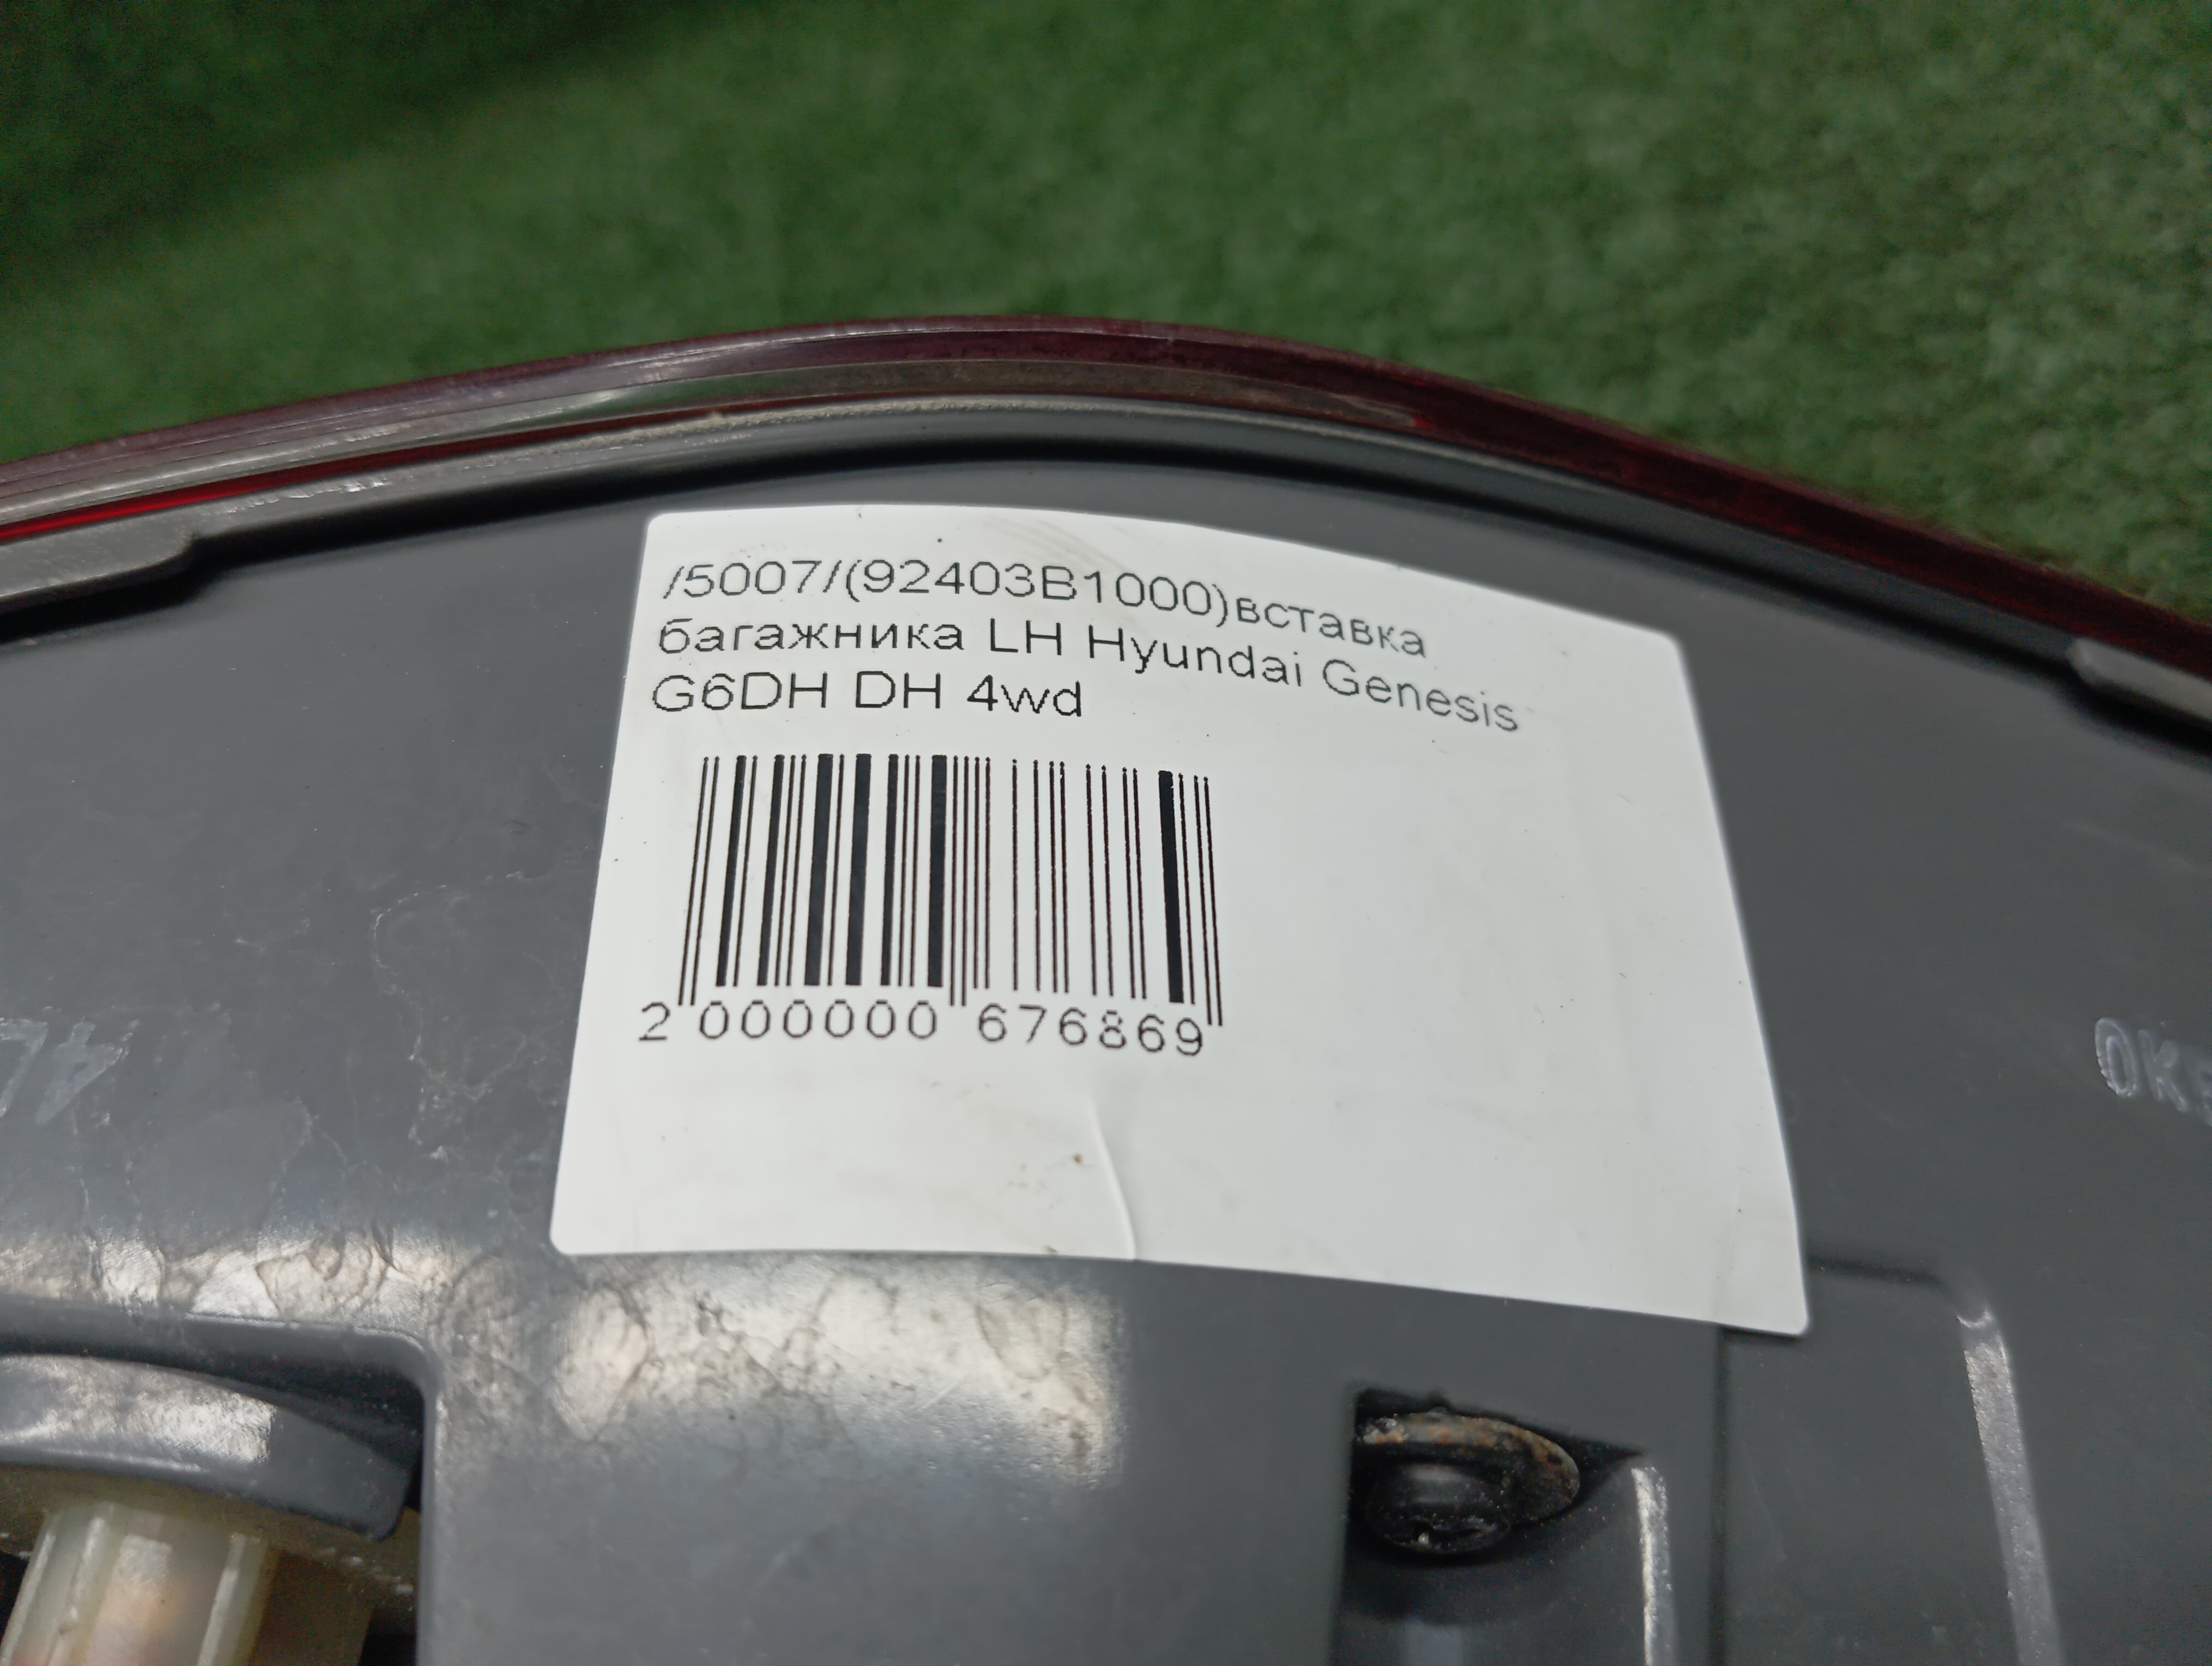 /5007/(92403B1000)вставка
багажника LH Hyundai Genesis
G6DH DH 4wd
2 000000 676869